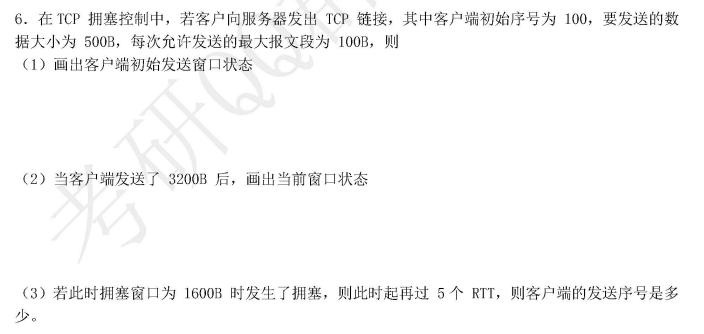 6. 在 TCP 拥塞控制中，若客户向服务器发出 TCP 链接，其中客户端初始序号为 100，要发送的数
据大小为 500B，每次允许发送的最大报文段为 100B，则
（1）画出客户端初始发送窗口状态
（2）当客户端发送了 3200B 后，画出当前窗口状态
（3）若此时拥塞窗口为 1600B 时发生了拥塞，则此时起再过 5 个 RTT，则客户端的发送序号是多
少。
考研QQ